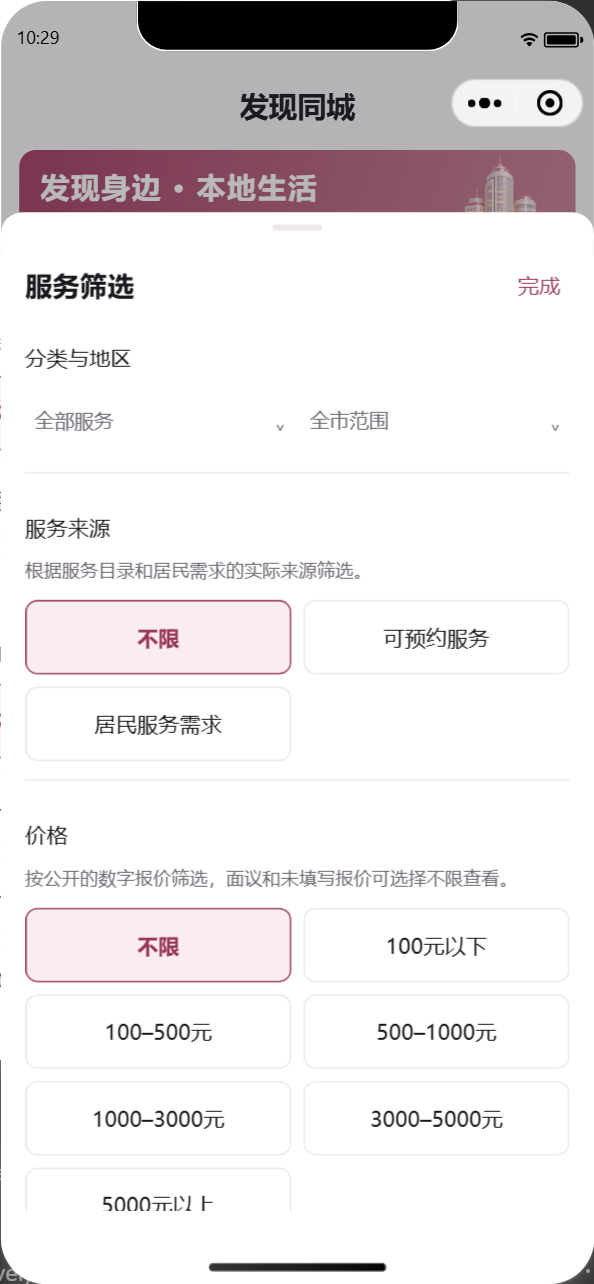 10:29
发现同城
发现身边·本地生活
服务筛选 完成
分类与地区
全部服务 全市范围
服务来源
根据服务目录和居民需求的实际来源筛选。
不限 可预约服务
居民服务需求
价格
按公开的数字报价筛选，面议和未填写报价可选择不限查看。
不限 100元以下
100–500元 500–1000元
1000–3000元 3000–5000元
5000元以上